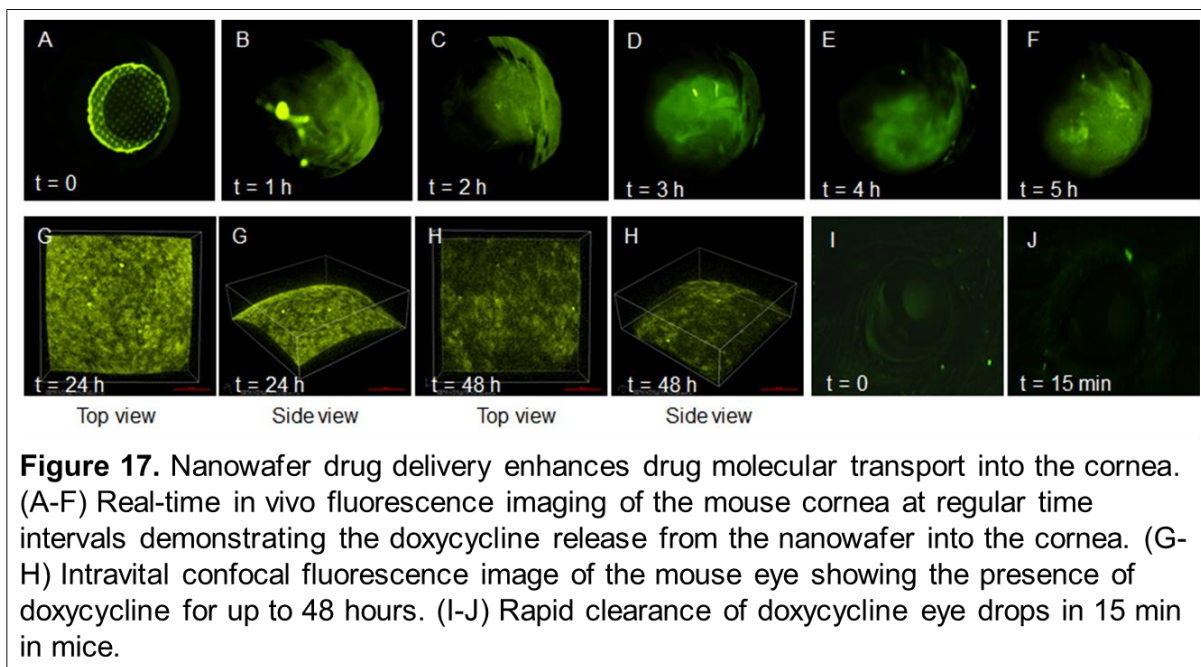 A B C D E F
t = 0 t = 1 h t = 2 h t = 3 h t = 4 h t = 5 h
G G H H I J
t = 24 h t = 24 h t = 48 h t = 48 h t = 0 t = 15 min
Top view Side view Top view Side view
Figure 17. Nanowafer drug delivery enhances drug molecular transport into the cornea.
(A-F) Real-time in vivo fluorescence imaging of the mouse cornea at regular time
intervals demonstrating the doxycycline release from the nanowafer into the cornea. (G-
H) Intravital confocal fluorescence image of the mouse eye showing the presence of
doxycycline for up to 48 hours. (I-J) Rapid clearance of doxycycline eye drops in 15 min
in mice.